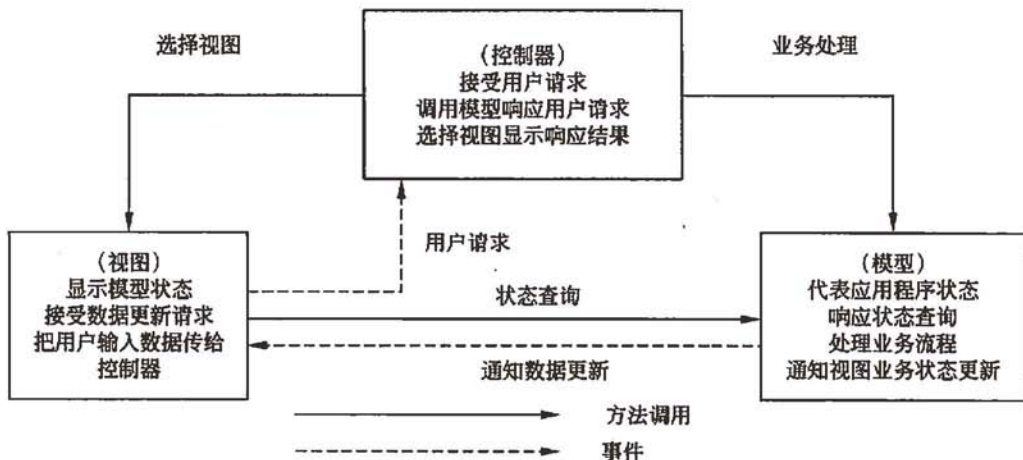 选择视图
业务处理
（控制器）
接受用户请求
调用模型响应用户请求
选择视图显示响应结果
用户请求
（视图）
显示模型状态
接受数据更新请求
把用户输入数据传给
控制器
状态查询
通知数据更新
（模型）
代表应用程序状态
响应状态查询
处理业务流程
通知视图业务状态更新
方法调用
事件